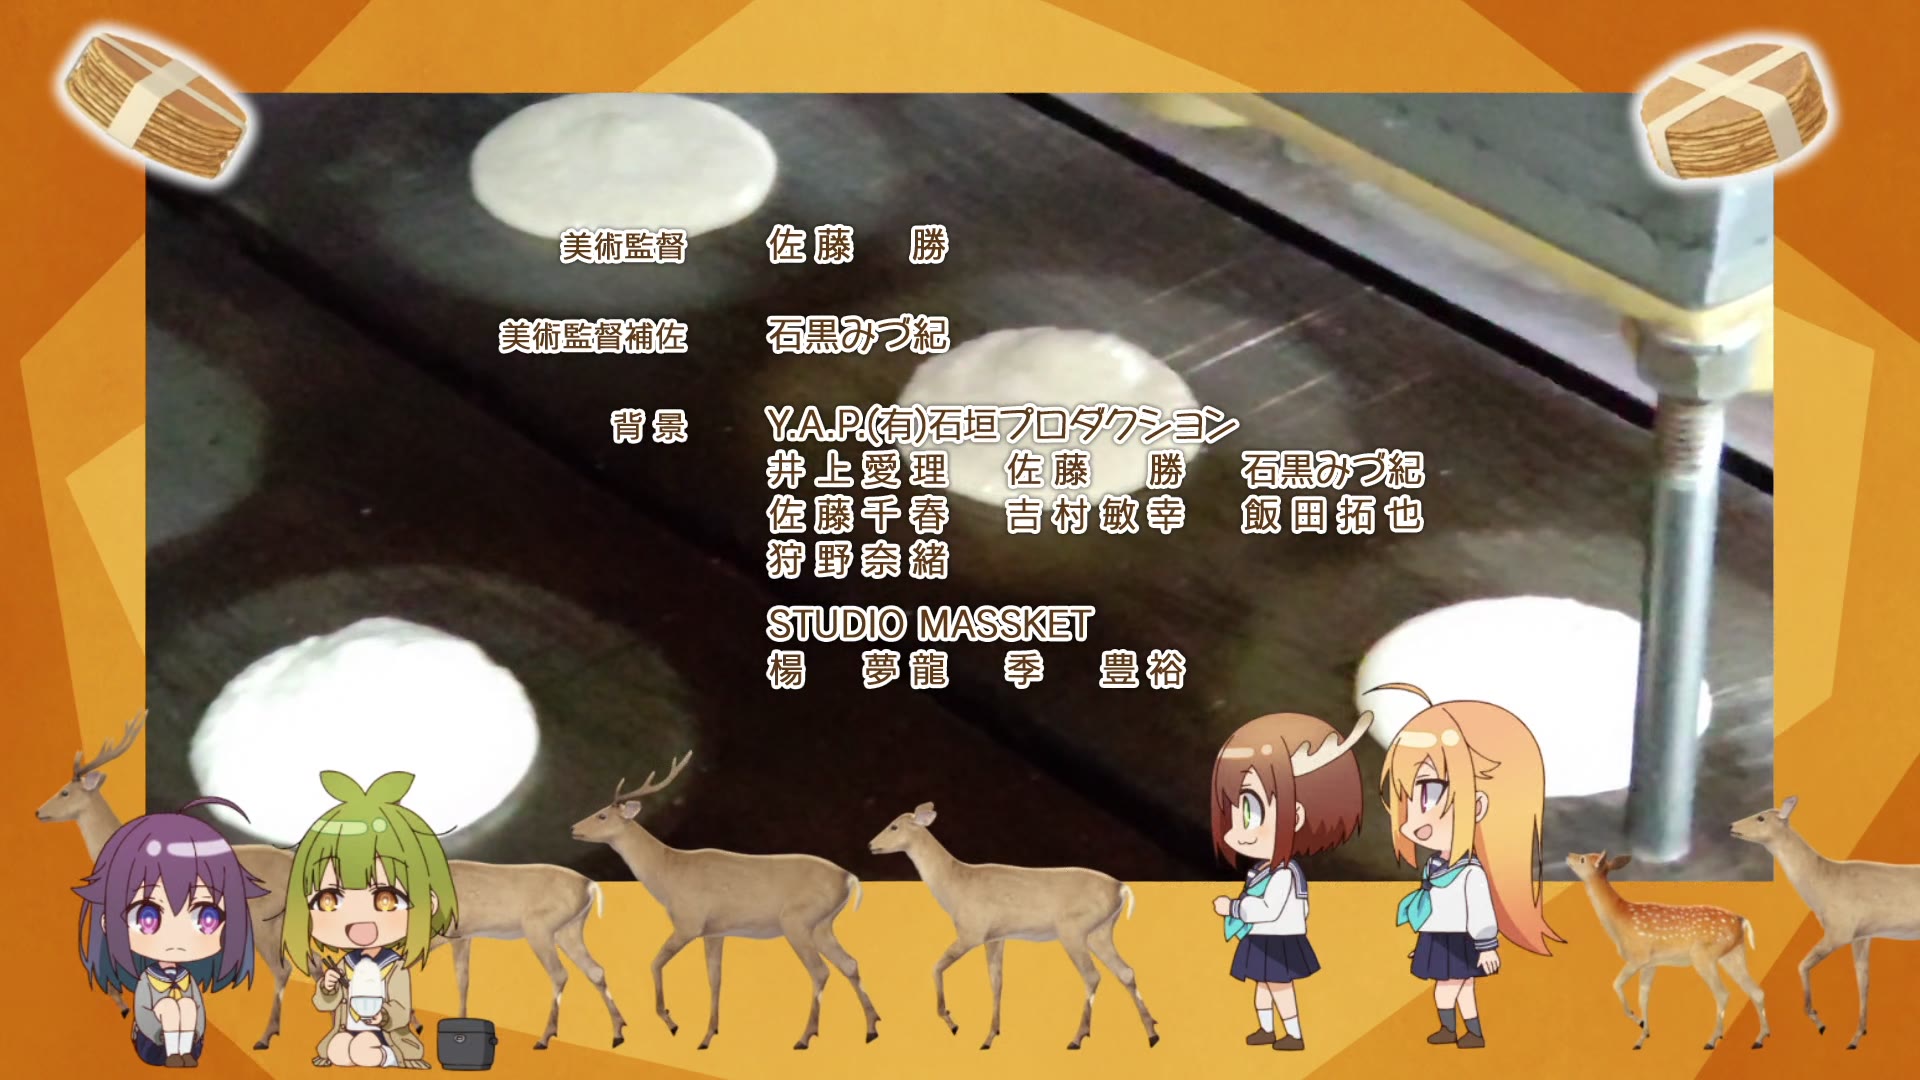 美術監督 佐藤 勝
美術監督補佐 石黒みづ紀
背景 Y.A.P.(有)石垣プロダクション
井上愛理 佐藤 勝 石黒みづ紀
佐藤千春 吉村敏幸 飯田拓也
狩野奈緒
STUDIO MASSKET
楊 夢龍 季 豊裕